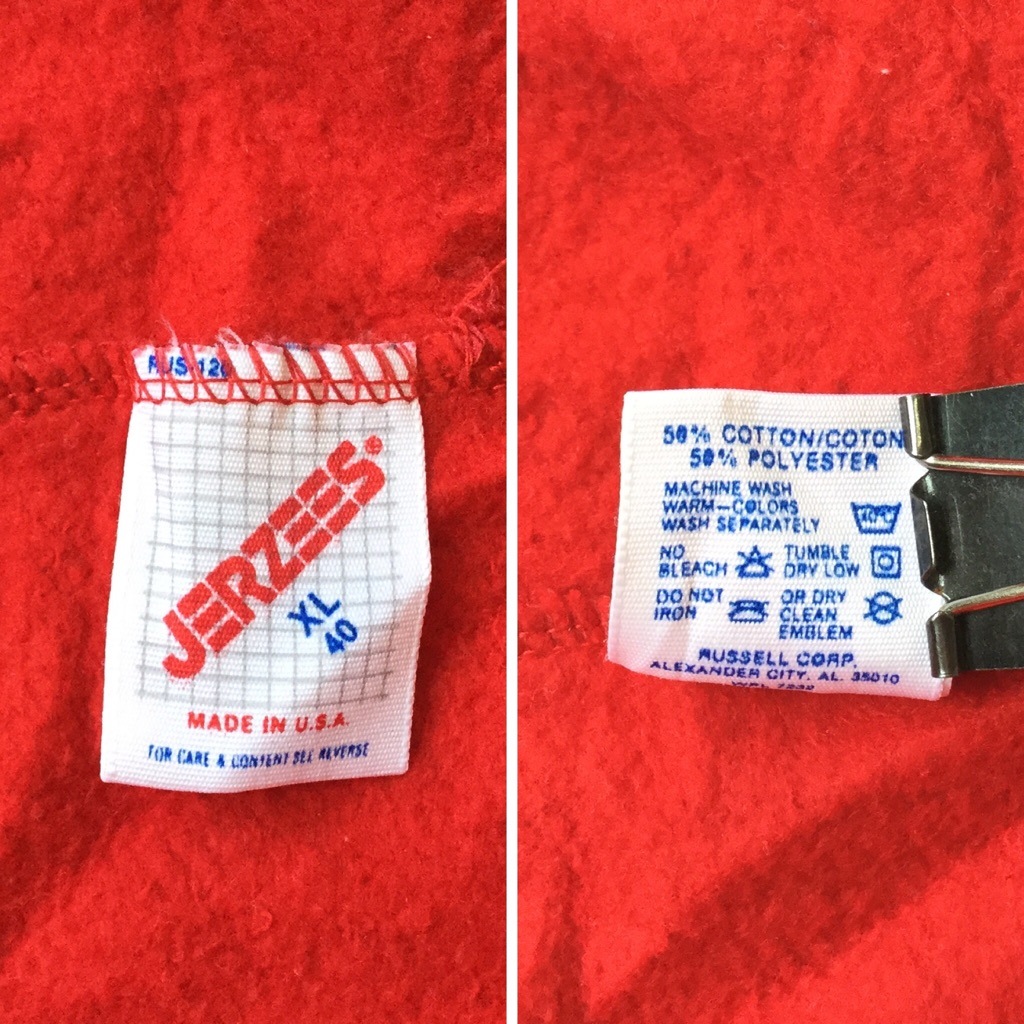 JERZEES®
XL
40
MADE IN U.S.A.
FOR CARE & CONTENT SEE REVERSE
50% COTTON/COTON
50% POLYESTER
MACHINE WASH
WARM-COLORS
WASH SEPARATELY
NO
BLEACH
TUMBLE
DRY LOW
DO NOT
IRON
OR DRY
CLEAN
EMBLEM
RUSSELL CORP.
ALEXANDER CITY, AL. 35010